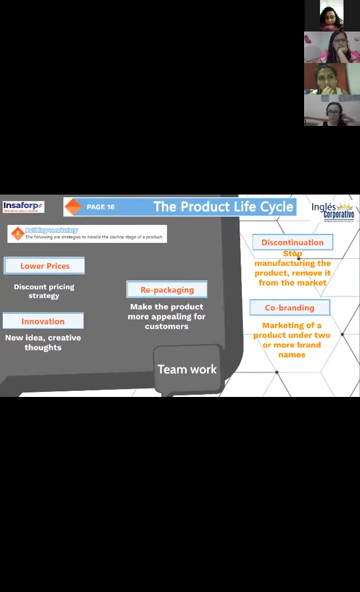 Insaforp
PAGE 16
The Product Life Cycle
Inglés
Corporativo
Building vocabulary
The following are strategies to handle the decline stage of a product
Lower Prices
Discount pricing
strategy
Innovation
New idea, creative
thoughts
Re-packaging
Make the product
more appealing for
customers
Team work
Discontinuation
Stop
manufacturing the
product, remove it
from the market
Co-branding
Marketing of a
product under two
or more brand
names